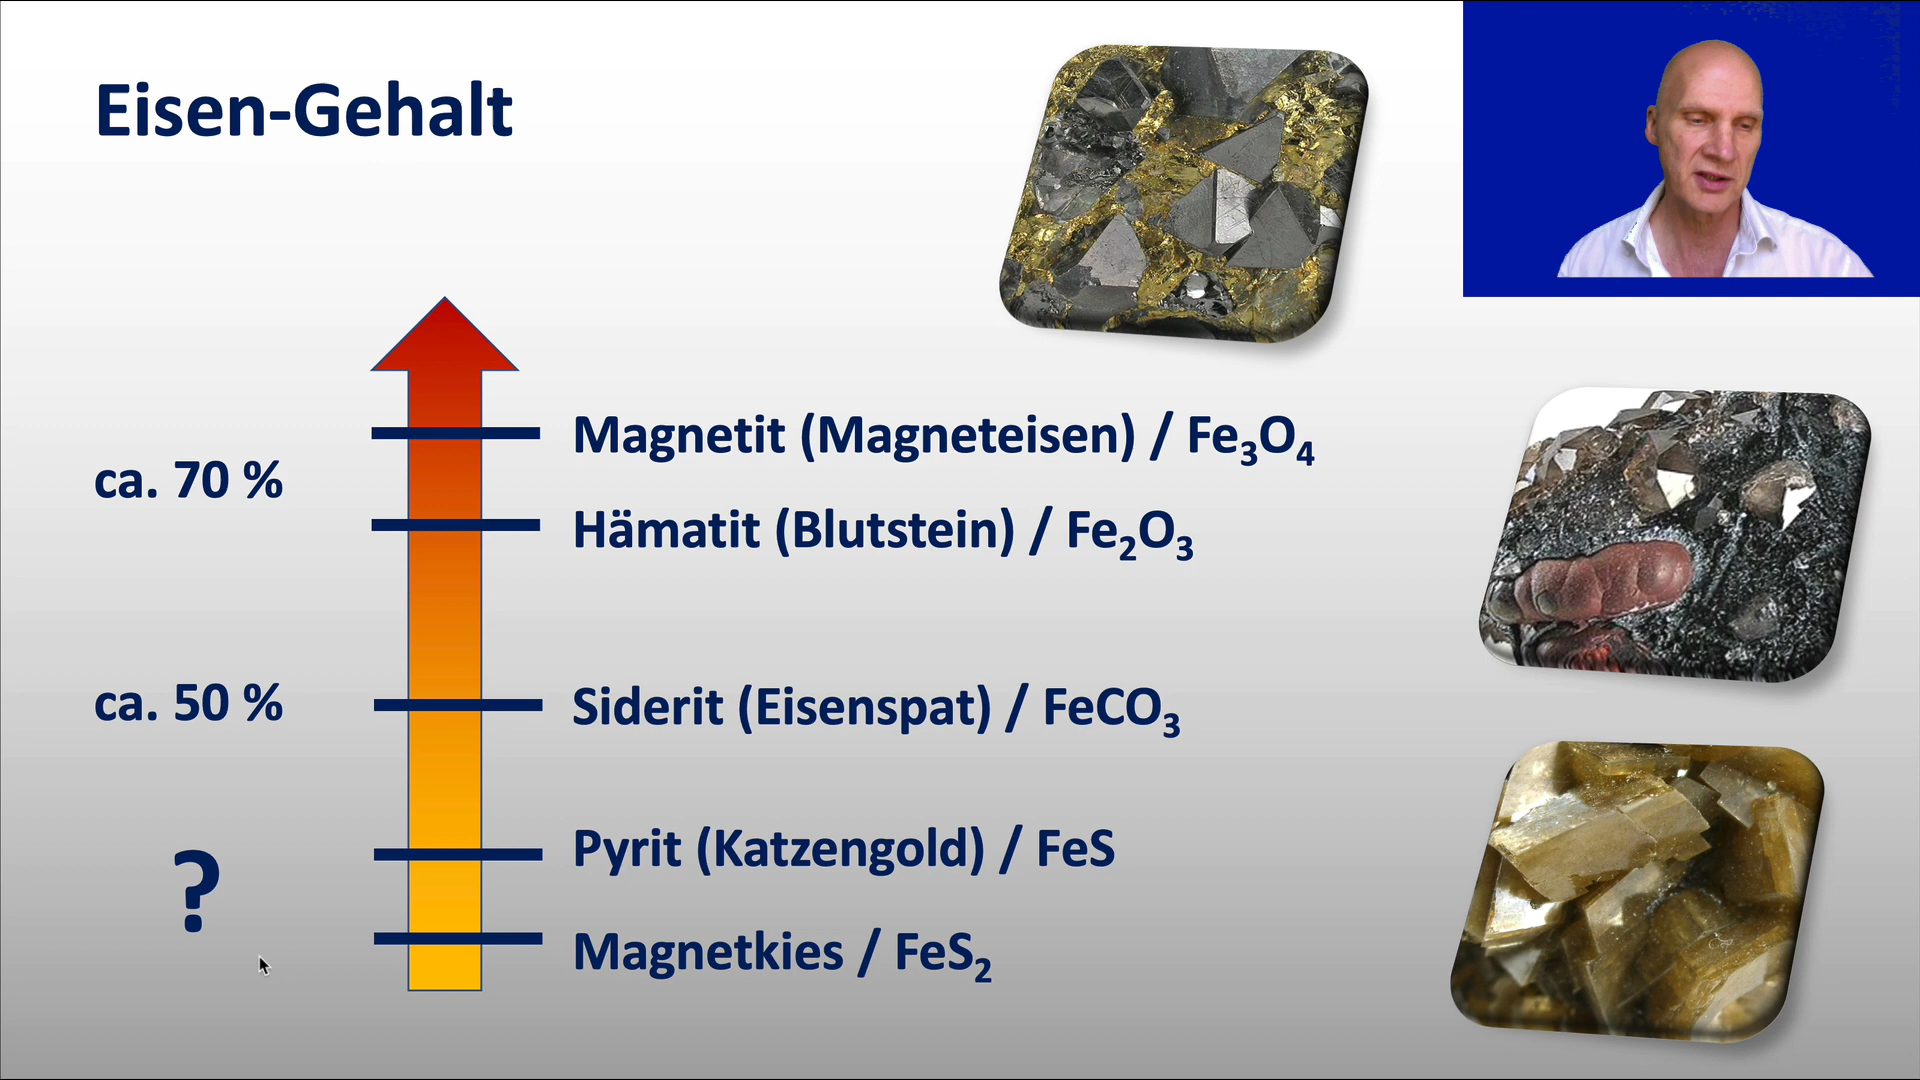 Eisen-Gehalt
Magnetit (Magneteisen) / Fe₃O₄
ca. 70 %
Hämatit (Blutstein) / Fe₂O₃
ca. 50 %
Siderit (Eisenspat) / FeCO₃
Pyrit (Katzengold) / FeS
?
Magnetkies / FeS₂